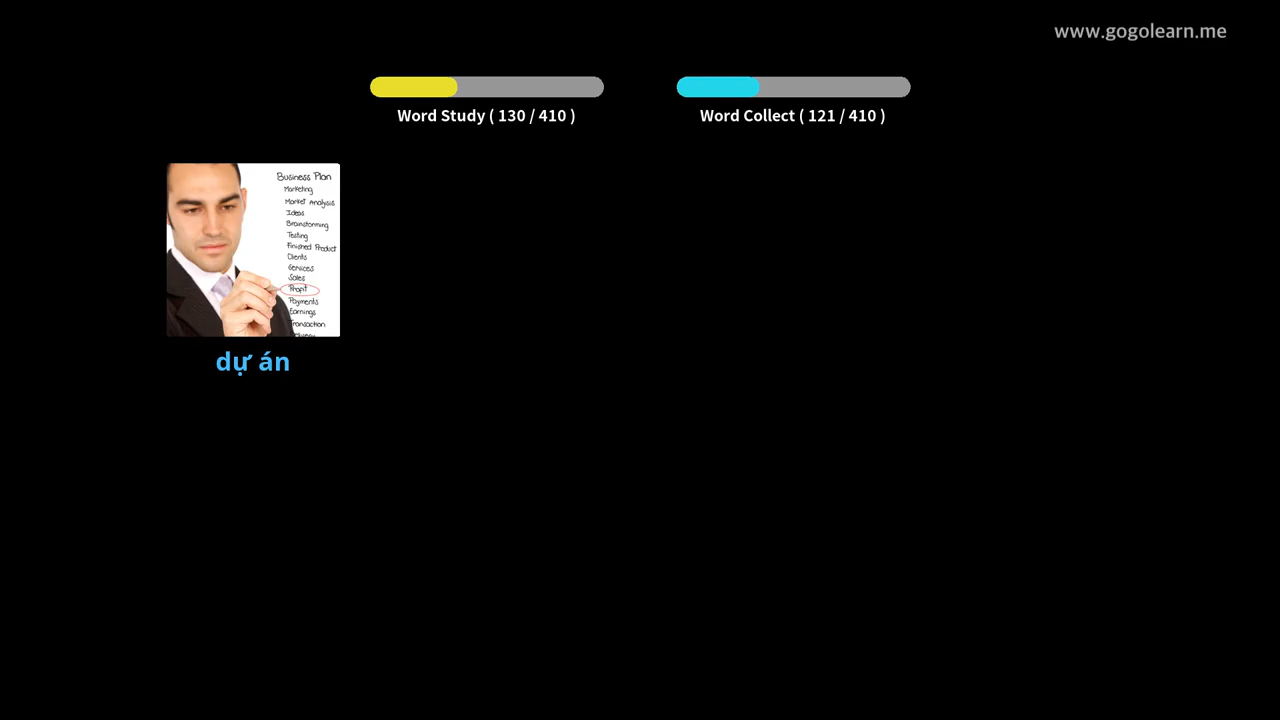 www.gogolearn.me
Word Study ( 130 / 410 )
Word Collect ( 121 / 410 )
Business Plan
Marketing
Market Analysis
Ideas
Brainstorming
Testing
Finished Product
Clients
Services
Sales
Profit
Payments
Earnings
Transaction
dự án